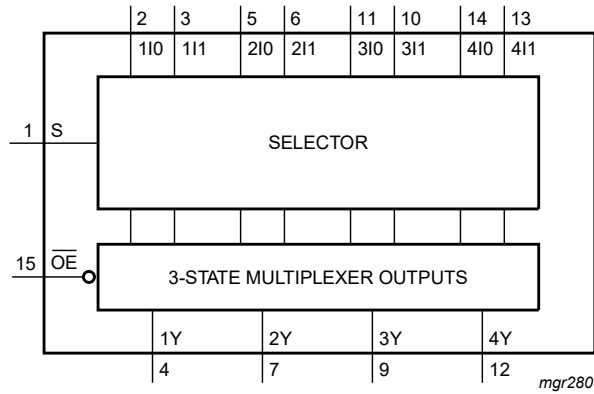 2 3 5 6 11 10 14 13
1I0 1I1 2I0 2I1 3I0 3I1 4I0 4I1
1 S
SELECTOR
15 O̅E̅
3-STATE MULTIPLEXER OUTPUTS
1Y 2Y 3Y 4Y
4 7 9 12
mgr280